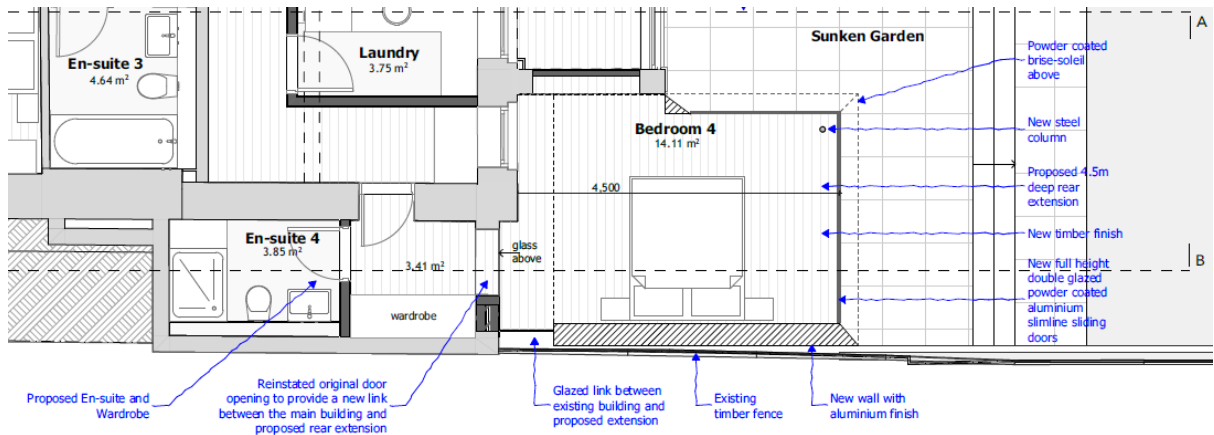 A
Sunken Garden
Powder coated
brise-soleil
above
En-suite 3
4.64 m²
Laundry
3.75 m²
New steel
column
Bedroom 4
14.11 m²
4,500
Proposed 4.5m
deep rear
extension
New timber finish
En-suite 4
3.85 m²
3.41 m²
glass
above
B
New full height
double glazed
powder coated
aluminium
slimline sliding
doors
wardrobe
Proposed En-suite and
Wardrobe
Reinstated original door
opening to provide a new link
between the main building and
proposed rear extension
Glazed link between
existing building and
proposed extension
Existing
timber fence
New wall with
aluminium finish